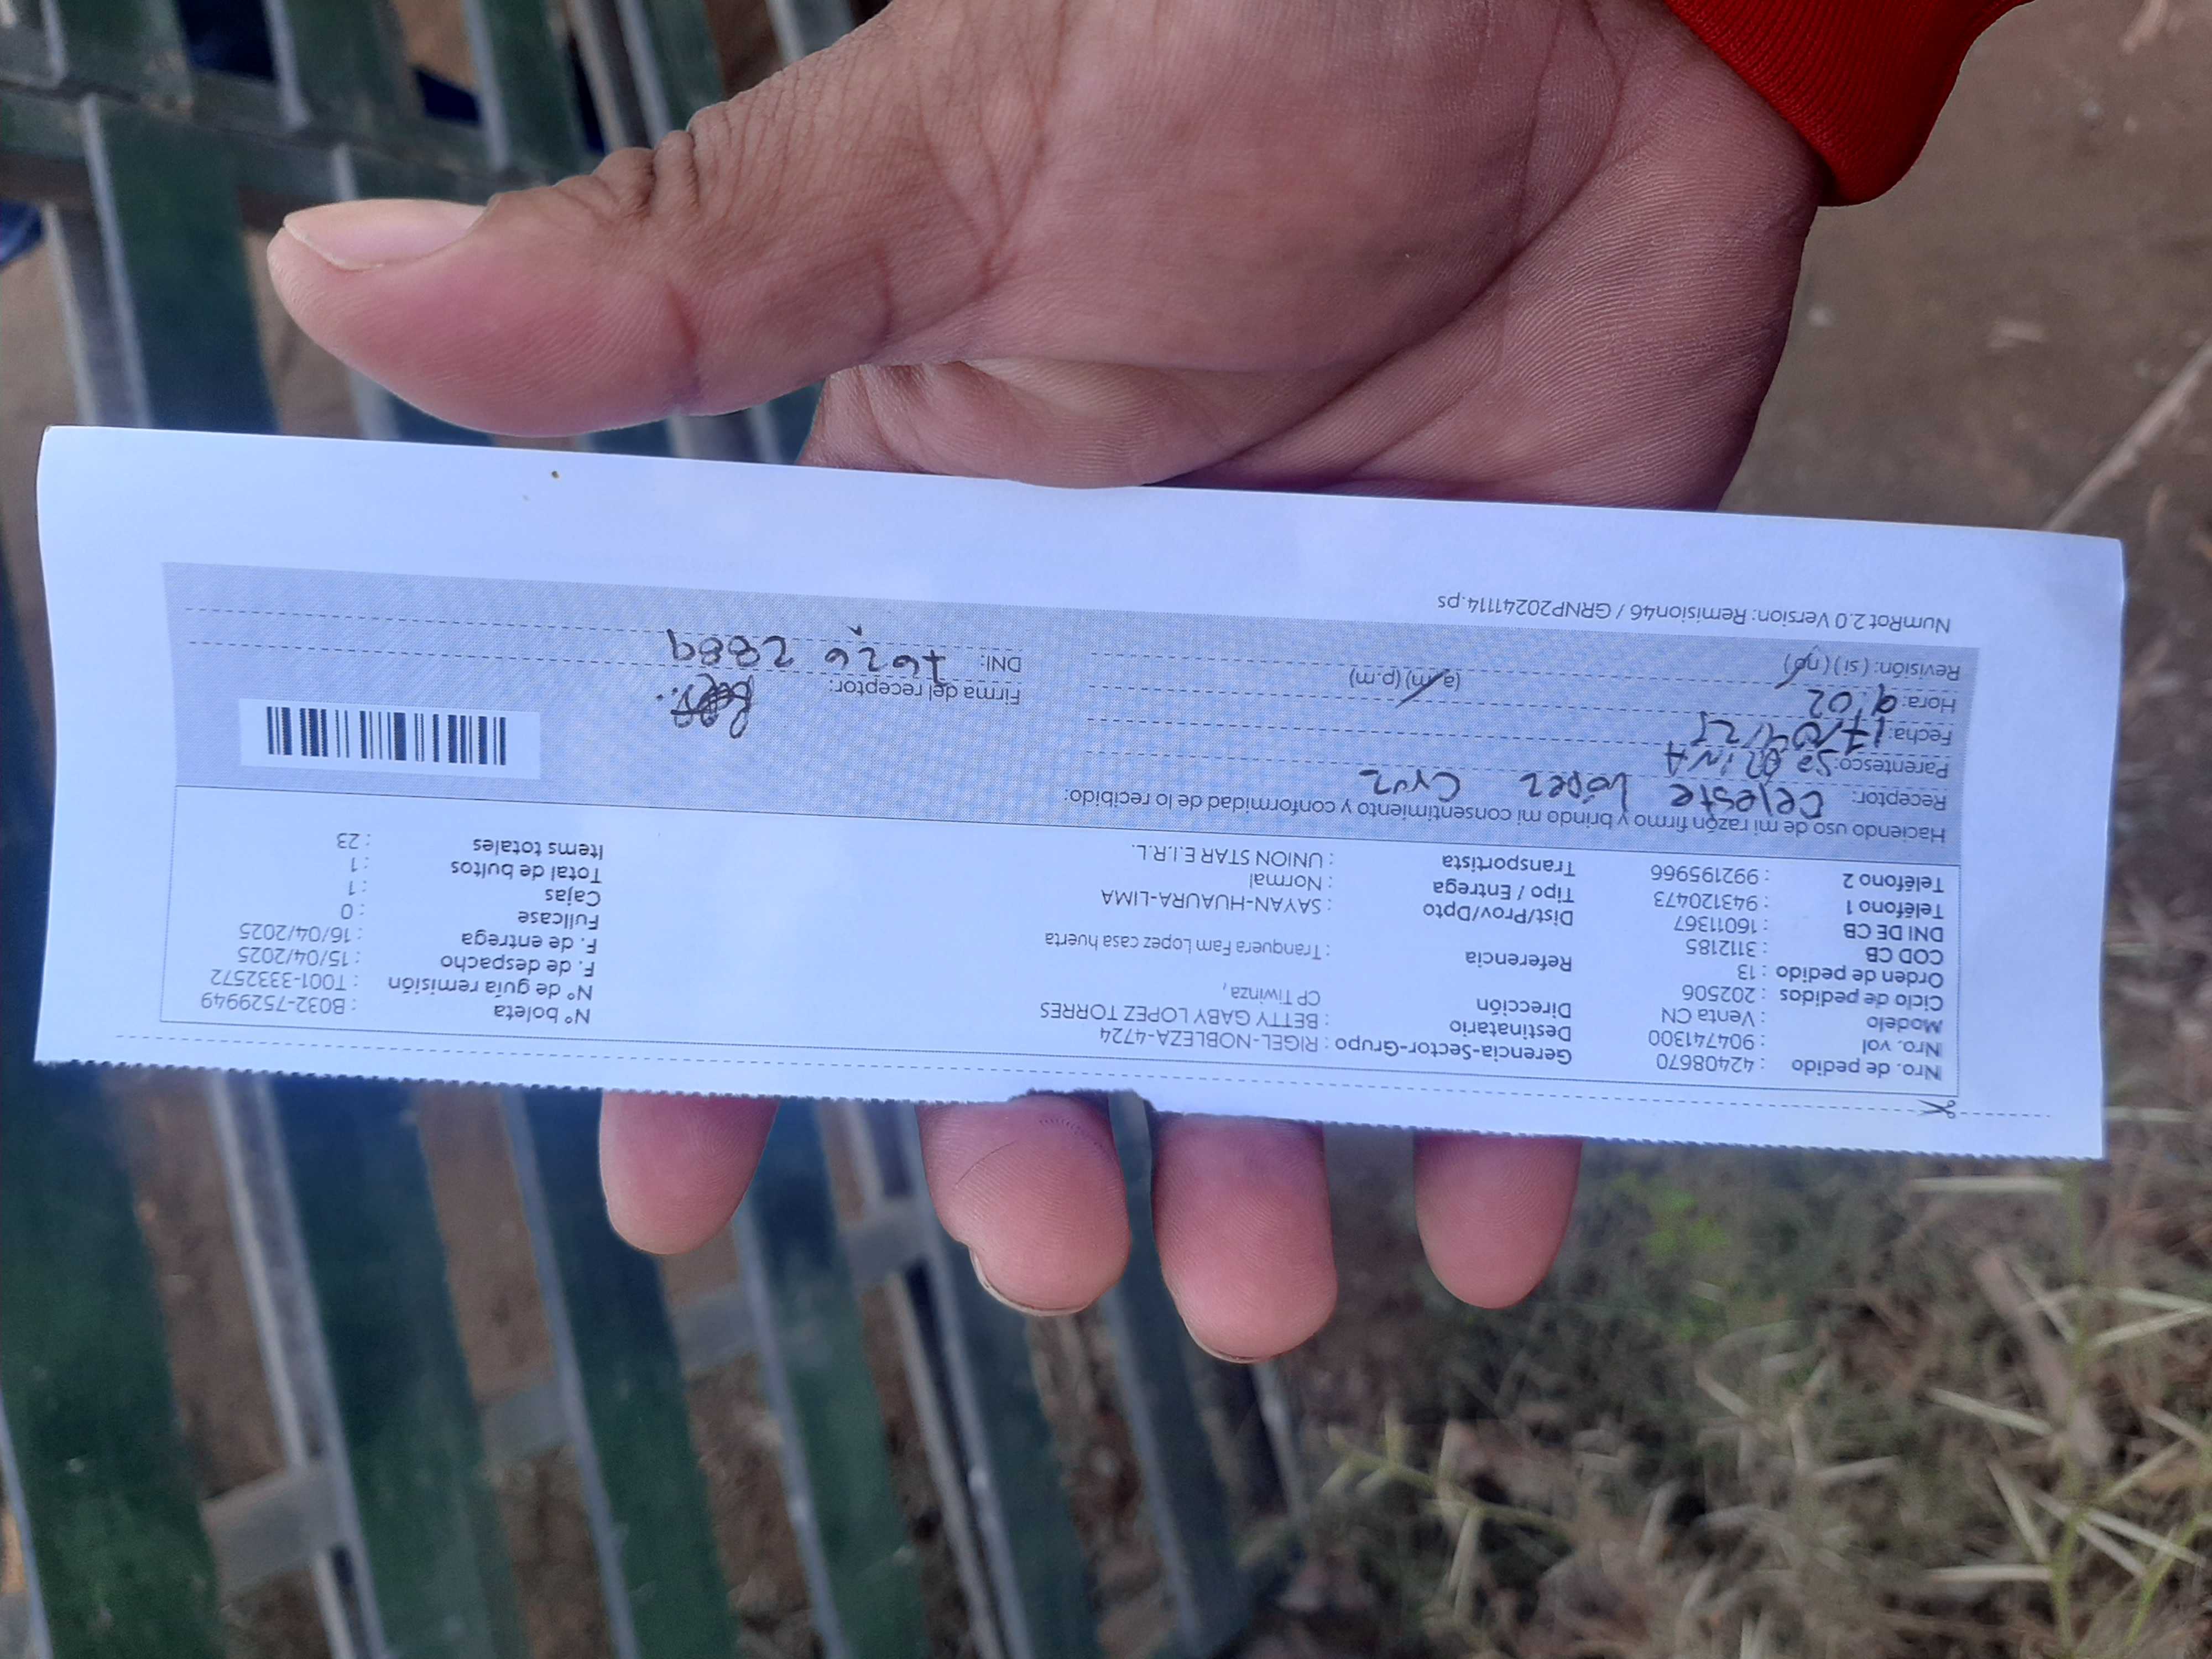 Nro. de pedido : 42408670 Gerencia-Sector-Grupo : RIGEL-NOBLEZA-4724
Nro. vol : 904741300 Destinatario : BETTY GABY LOPEZ TORRES N° boleta : B032-7529949
Modelo : Venta CN Dirección CP Tiwinza, N° de guía remisión : T001-3332572
Ciclo de pedidos : 202506 F. de despacho : 15/04/2025
Orden de pedido : 13 Referencia : Tranquera Fam Lopez casa huerta F. de entrega : 16/04/2025
COD CB : 3112185 Fullcase : 0
DNI DE CB : 16011367 Dist/Prov/Dpto : SAYAN-HUAURA-LIMA Cajas : 1
Teléfono 1 : 943120473 Tipo / Entrega : Normal Total de bultos : 1
Teléfono 2 : 992195966 Transportista : UNION STAR E.I.R.L. Items totales : 23
Haciendo uso de mi razón firmo y brindo mi consentimiento y conformidad de lo recibido:
Receptor: Celeste López Cruz
Parentesco: SOBRINA
Fecha: 17/04/25
Hora: 9:02 (a.m) (p.m) Firma del receptor:
Revisión: (si) (no) DNI: 7626 2889
NumRot 2.0 Version: Remision46 / GRNP20241114.ps